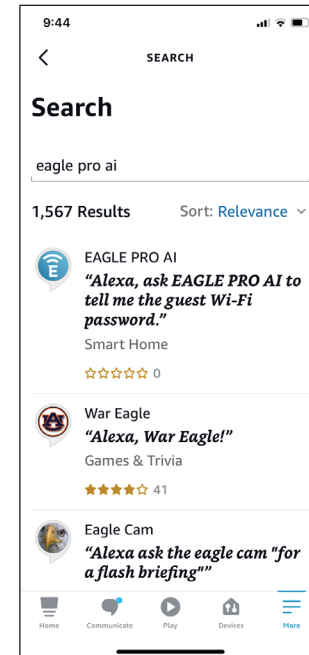 9:44
SEARCH
Search
eagle pro ai
1,567 Results Sort: Relevance
EAGLE PRO AI
“Alexa, ask EAGLE PRO AI to
tell me the guest Wi-Fi
password.”
Smart Home
0
War Eagle
“Alexa, War Eagle!”
Games & Trivia
41
Eagle Cam
“Alexa ask the eagle cam "for
a flash briefing"”
Home Communicate Play Devices More